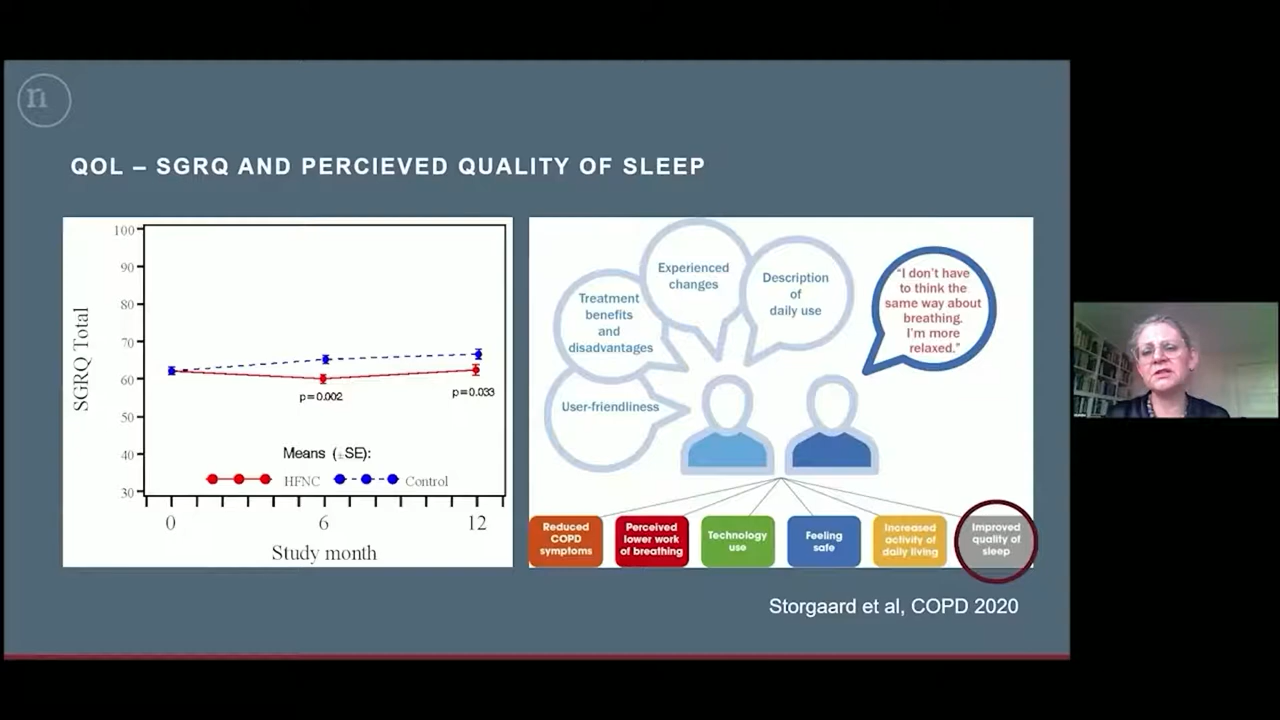 n
QOL – SGRQ AND PERCIEVED QUALITY OF SLEEP
100
90
80
70
60
50
40
30
SGRQ Total
p=0.002
p=0.033
Means (±SE):
HFNC
Control
0
6
12
Study month
Experienced
changes
Description
of
daily use
Treatment
benefits
and
disadvantages
User-friendliness
"I don't have
to think the
same way about
breathing.
I'm more
relaxed."
Reduced
COPD
symptoms
Perceived
lower work
of breathing
Technology
use
Feeling
safe
Increased
activity of
daily living
Improved
quality of
sleep
Storgaard et al, COPD 2020